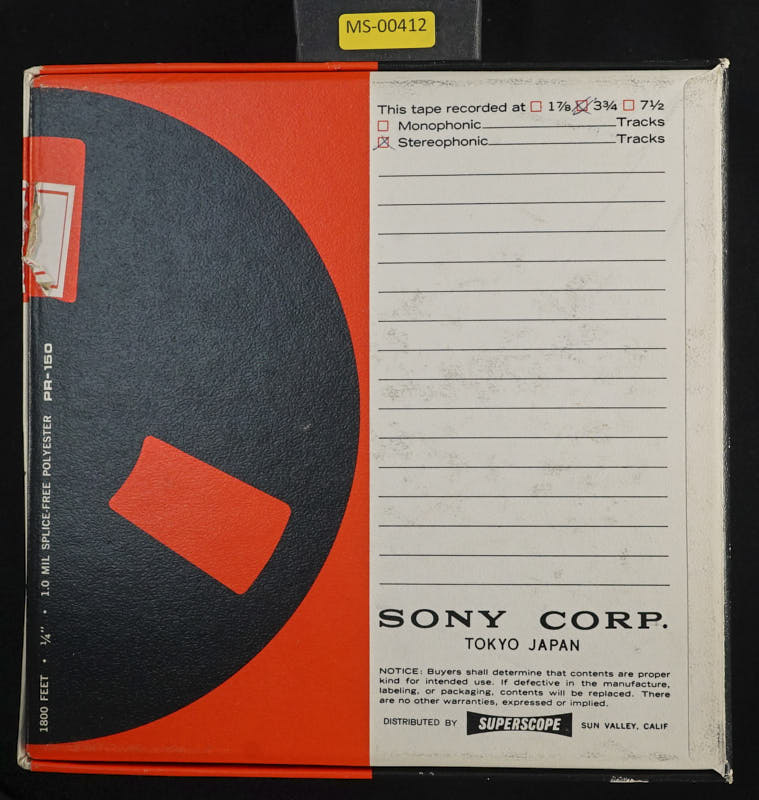 MS-00412
This tape recorded at ☐ 1⅞ ☒ 3¾ ☐ 7½
☐ Monophonic Tracks
☒ Stereophonic Tracks
1800 FEET • ¼" • 1.0 MIL SPLICE-FREE POLYESTER PR-150
SONY CORP.
TOKYO JAPAN
NOTICE: Buyers shall determine that contents are proper
kind for intended use. If defective in the manufacture,
labeling, or packaging, contents will be replaced. There
are no other warranties, expressed or implied.
DISTRIBUTED BY SUPERSCOPE SUN VALLEY, CALIF